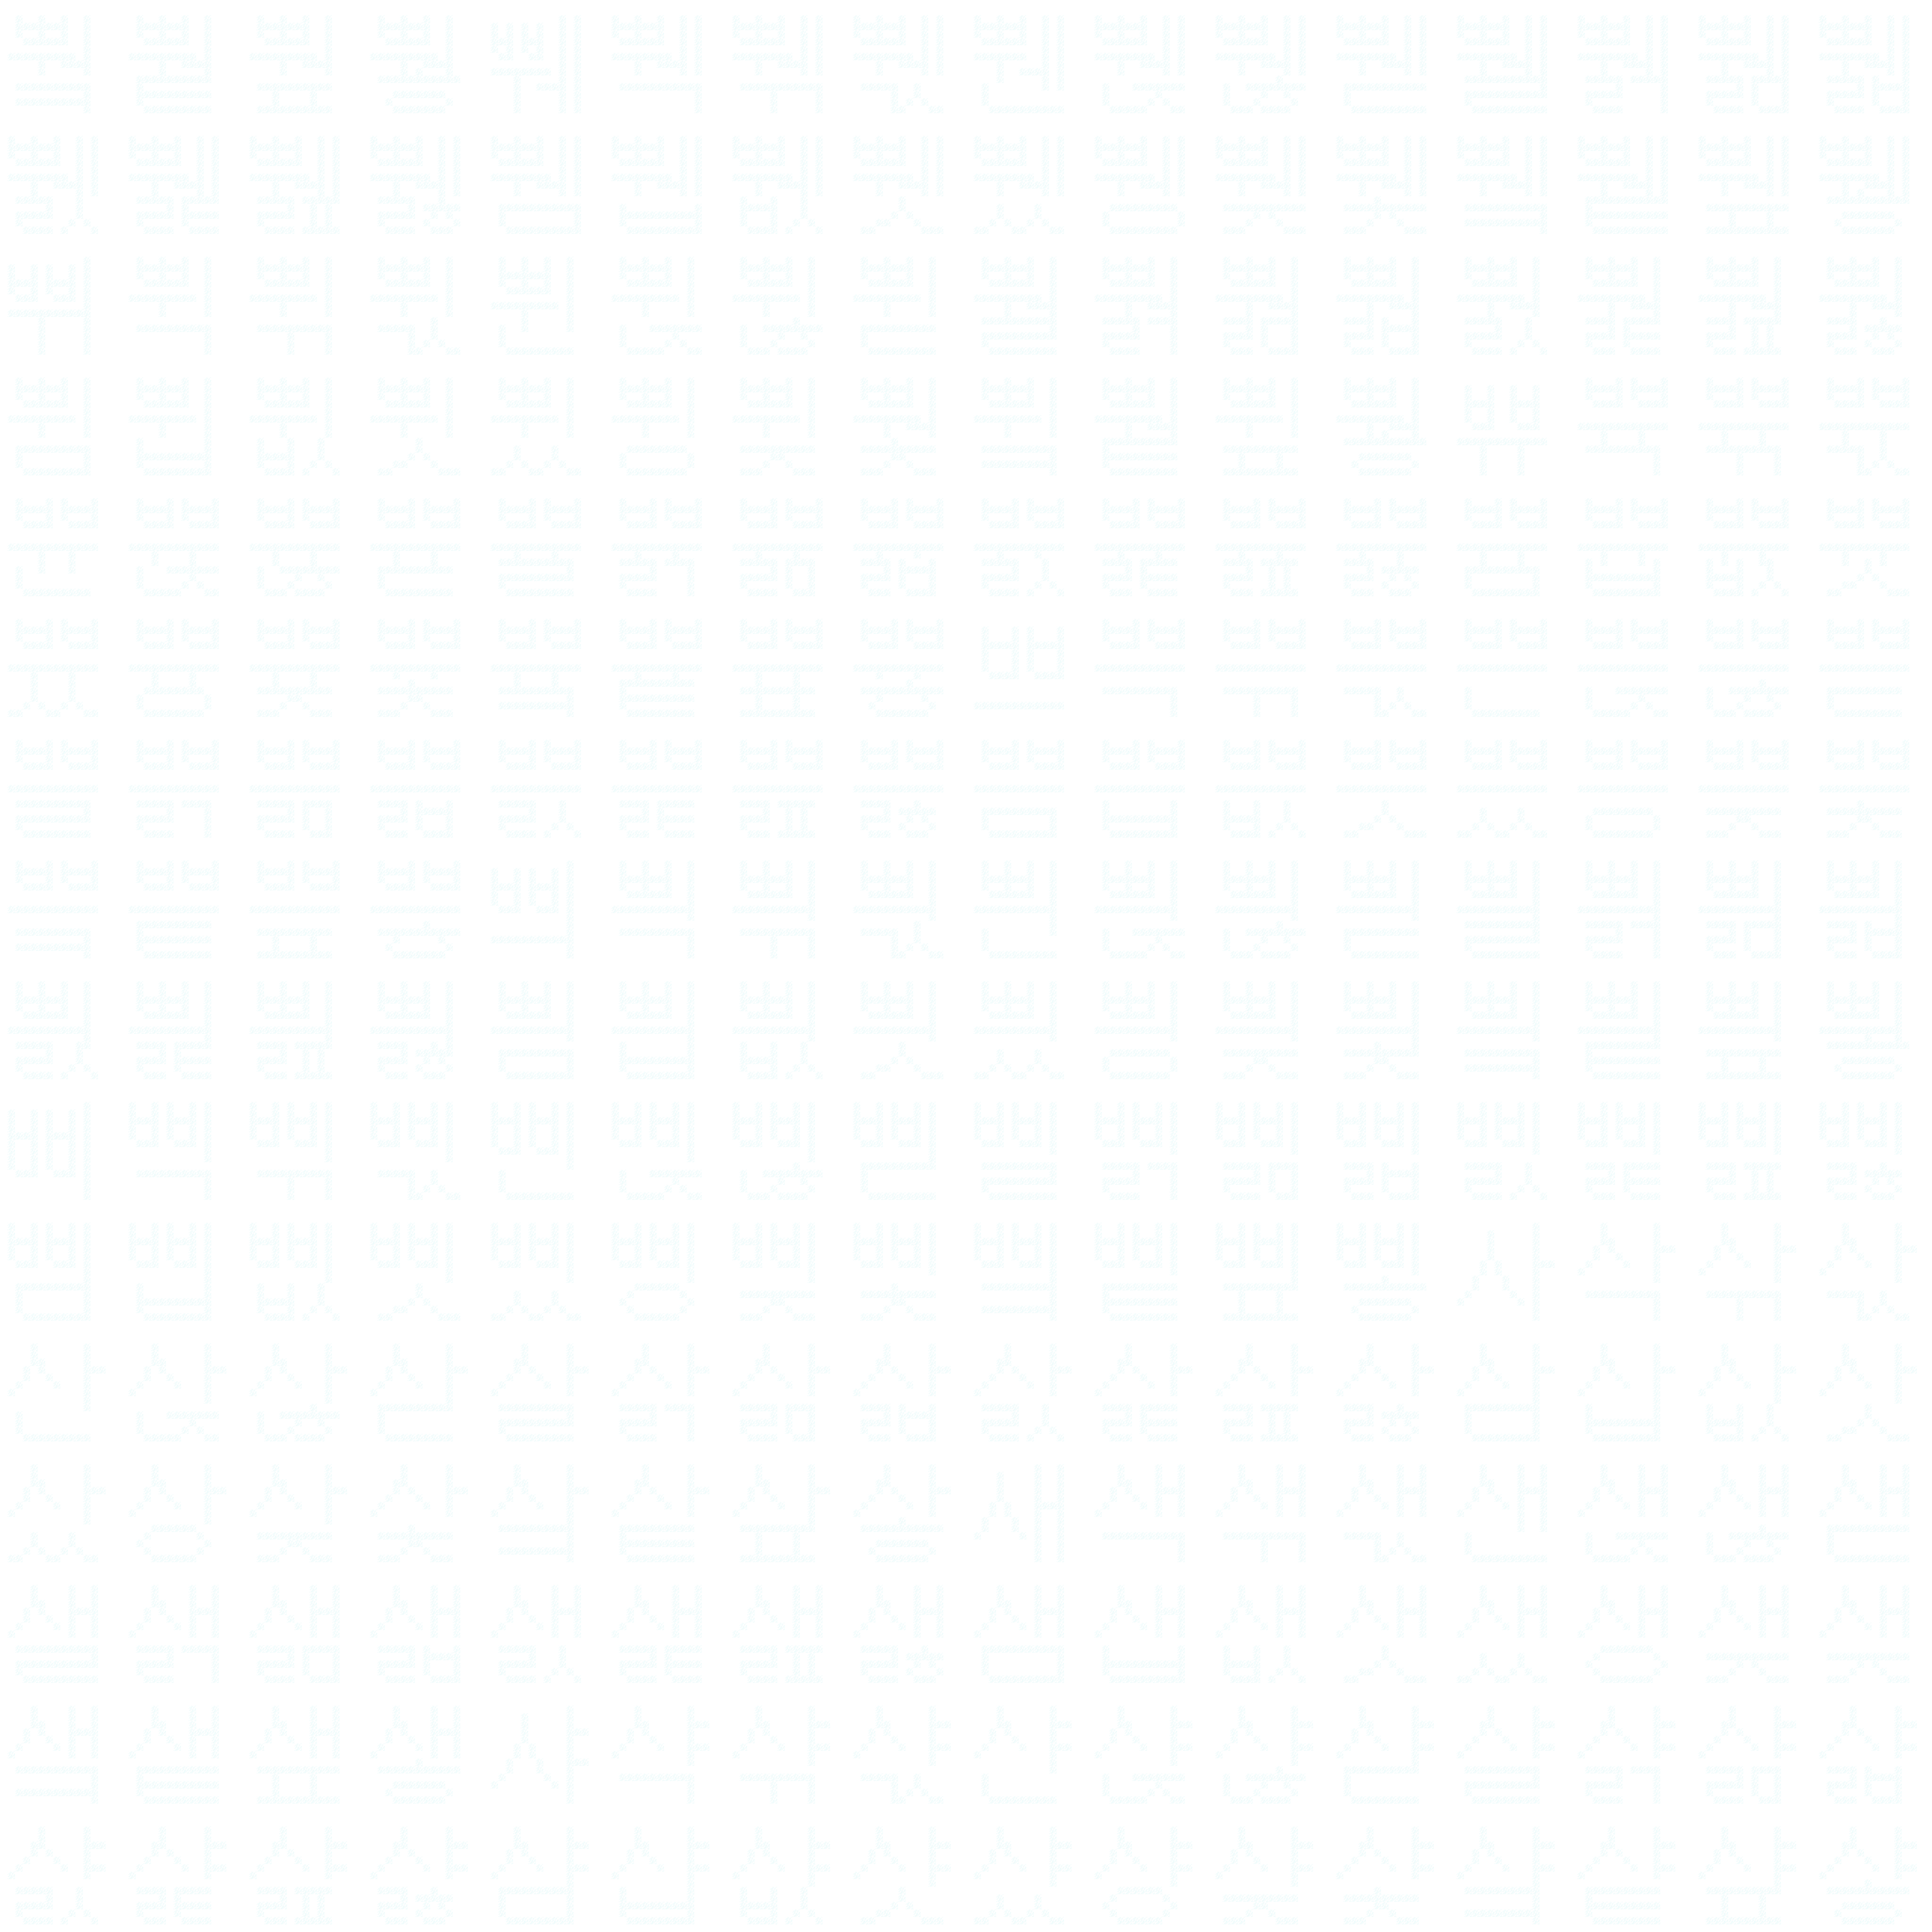 쀀쀁쀂쀃쀄쀅쀆쀇쀈쀉쀊쀋쀌쀍쀎쀏
쀐쀑쀒쀓쀔쀕쀖쀗쀘쀙쀚쀛쀜쀝쀞쀟
쀠쀡쀢쀣쀤쀥쀦쀧쀨쀩쀪쀫쀬쀭쀮쀯
쀰쀱쀲쀳쀴쀵쀶쀷쀸쀹쀺쀻쀼쀽쀾쀿
쁀쁁쁂쁃쁄쁅쁆쁇쁈쁉쁊쁋쁌쁍쁎쁏
쁐쁑쁒쁓쁔쁕쁖쁗쁘쁙쁚쁛쁜쁝쁞쁟
쁠쁡쁢쁣쁤쁥쁦쁧쁨쁩쁪쁫쁬쁭쁮쁯
쁰쁱쁲쁳쁴쁵쁶쁷쁸쁹쁺쁻쁼쁽쁾쁿
삀삁삂삃삄삅삆삇삈삉삊삋삌삍삎삏
삐삑삒삓삔삕삖삗삘삙삚삛삜삝삞삟
삠삡삢삣삤삥삦삧삨삩삪삫사삭삮삯
산삱삲삳살삵삶삷삸삹삺삻삼삽삾삿
샀상샂샃샄샅샆샇새색샊샋샌샍샎샏
샐샑샒샓샔샕샖샗샘샙샚샛샜생샞샟
샠샡샢샣샤샥샦샧샨샩샪샫샬샭샮샯
샰샱샲샳샴샵샶샷샸샹샺샻샼샽샾샿